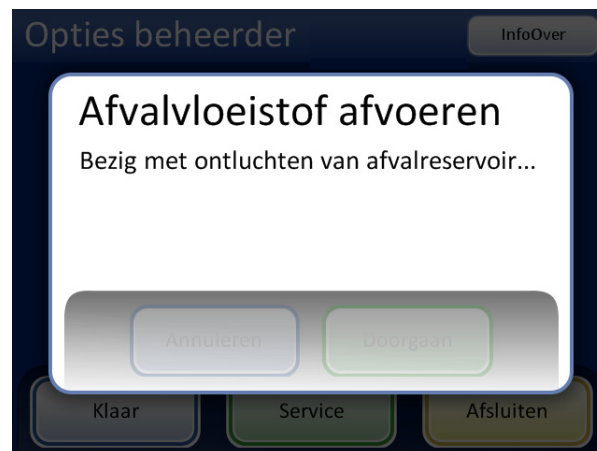 Opties beheerder
InfoOver
Afvalvloeistof afvoeren
Bezig met ontluchten van afvalreservoir...
Annuleren
Doorgaan
Klaar
Service
Afsluiten